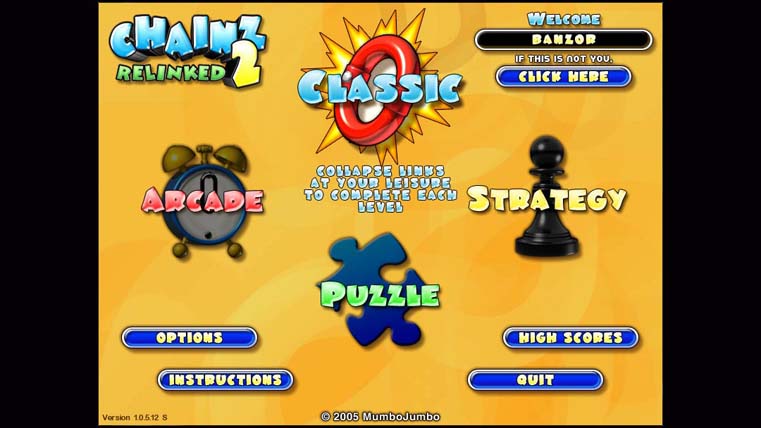 CHAINZ 2
RELINKED
CLASSIC
WELCOME
BANZOR
IF THIS IS NOT YOU,
CLICK HERE
COLLAPSE LINKS
AT YOUR LEISURE
TO COMPLETE EACH
LEVEL
ARCADE
STRATEGY
PUZZLE
OPTIONS
HIGH SCORES
INSTRUCTIONS
QUIT
Version 1.0.5.12 S
© 2005 MumboJumbo